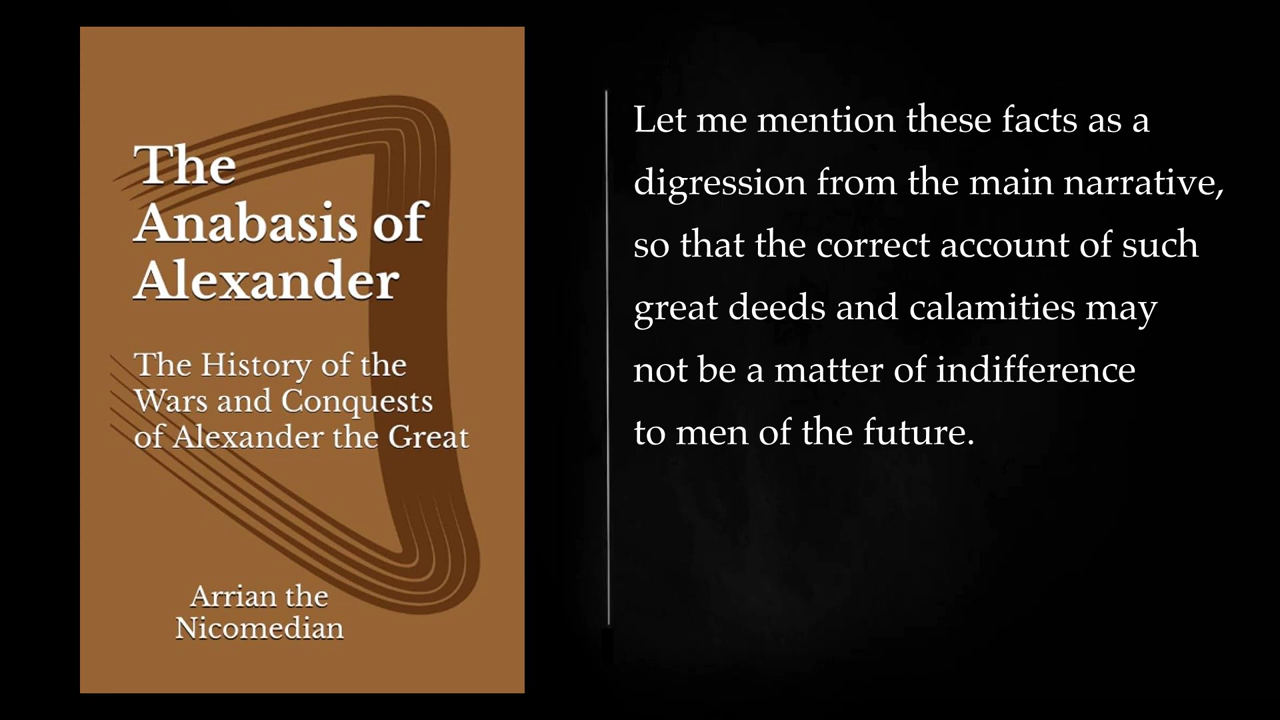 The
Anabasis of
Alexander
The History of the
Wars and Conquests
of Alexander the Great
Arrian the
Nicomedian
Let me mention these facts as a
digression from the main narrative,
so that the correct account of such
great deeds and calamities may
not be a matter of indifference
to men of the future.